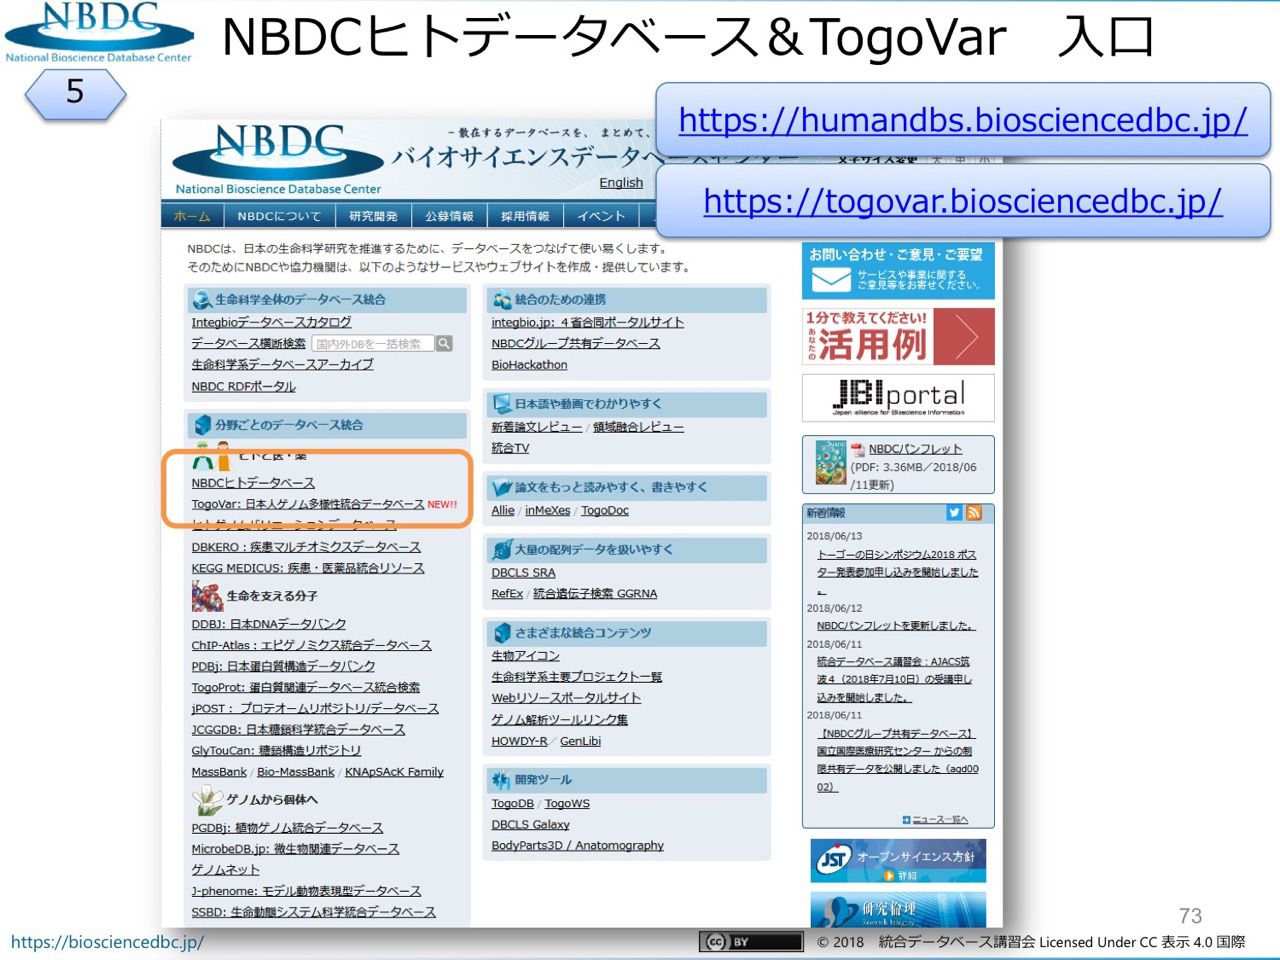 NBDC
National Bioscience Database Center
NBDCヒトデータベース＆TogoVar　入口
5
https://humandbs.biosciencedbc.jp/
https://togovar.biosciencedbc.jp/
NBDC
National Bioscience Database Center
－散在するデータベースを、まとめて、
バイオサイエンスデータベースセンター
English
文字サイズ変更 大 中 小
ホーム
NBDCについて
研究開発
公募情報
採用情報
イベント
NBDCは、日本の生命科学研究を推進するために、データベースをつなげて使い易くします。
そのためにNBDCや協力機関は、以下のようなサービスやウェブサイトを作成・提供しています。
生命科学全体のデータベース統合
Integbioデータベースカタログ
データベース横断検索 国内外DBを一括検索
生命科学系データベースアーカイブ
NBDC RDFポータル
分野ごとのデータベース統合
ヒトと医・薬
NBDCヒトデータベース
TogoVar: 日本人ゲノム多様性統合データベース NEW!!
ヒトゲノムバリエーションデータベース
DBKERO：疾患マルチオミクスデータベース
KEGG MEDICUS: 疾患・医薬品統合リソース
生命を支える分子
DDBJ: 日本DNAデータバンク
ChIP-Atlas：エピゲノミクス統合データベース
PDBj: 日本蛋白質構造データバンク
TogoProt: 蛋白質関連データベース統合検索
jPOST： プロテオームリポジトリ/データベース
JCGGDB: 日本糖鎖科学統合データベース
GlyTouCan: 糖鎖構造リポジトリ
MassBank / Bio-MassBank / KNApSAcK Family
ゲノムから個体へ
PGDBj: 植物ゲノム統合データベース
MicrobeDB.jp: 微生物関連データベース
ゲノムネット
J-phenome: モデル動物表現型データベース
SSBD: 生命動態システム科学統合データベース
統合のための連携
integbio.jp: ４省合同ポータルサイト
NBDCグループ共有データベース
BioHackathon
日本語や動画でわかりやすく
新着論文レビュー / 領域融合レビュー
統合TV
論文をもっと読みやすく、書きやすく
Allie / inMeXes / TogoDoc
大量の配列データを扱いやすく
DBCLS SRA
RefEx / 統合遺伝子検索 GGRNA
さまざまな統合コンテンツ
生物アイコン
生命科学系主要プロジェクト一覧
Webリソースポータルサイト
ゲノム解析ツールリンク集
HOWDY-R／ GenLibi
開発ツール
TogoDB / TogoWS
DBCLS Galaxy
BodyParts3D / Anatomography
お問い合わせ・ご意見・ご要望
サービスや事業に関する
ご意見等をお寄せください。
1分で教えてください!
あなたの
活用例
JBIportal
Japan alliance for Bioscience Information
NBDCパンフレット
(PDF: 3.36MB／2018/06
/11更新)
新着情報
2018/06/13
トーゴーの日シンポジウム2018 ポス
ター発表参加申し込みを開始しました
。
2018/06/12
NBDCパンフレットを更新しました。
2018/06/11
統合データベース講習会：AJACS筑
波４（2018年7月10日）の受講申し
込みを開始しました。
2018/06/11
【NBDCグループ共有データベース】
国立国際医療研究センター からの制
限共有データを公開しました（agd00
02）
ニュース一覧へ
JST オープンサイエンス方針
詳細
研究倫理
Research Integrity
73
https://biosciencedbc.jp/
cc BY
© 2018　統合データベース講習会 Licensed Under CC 表示 4.0 国際